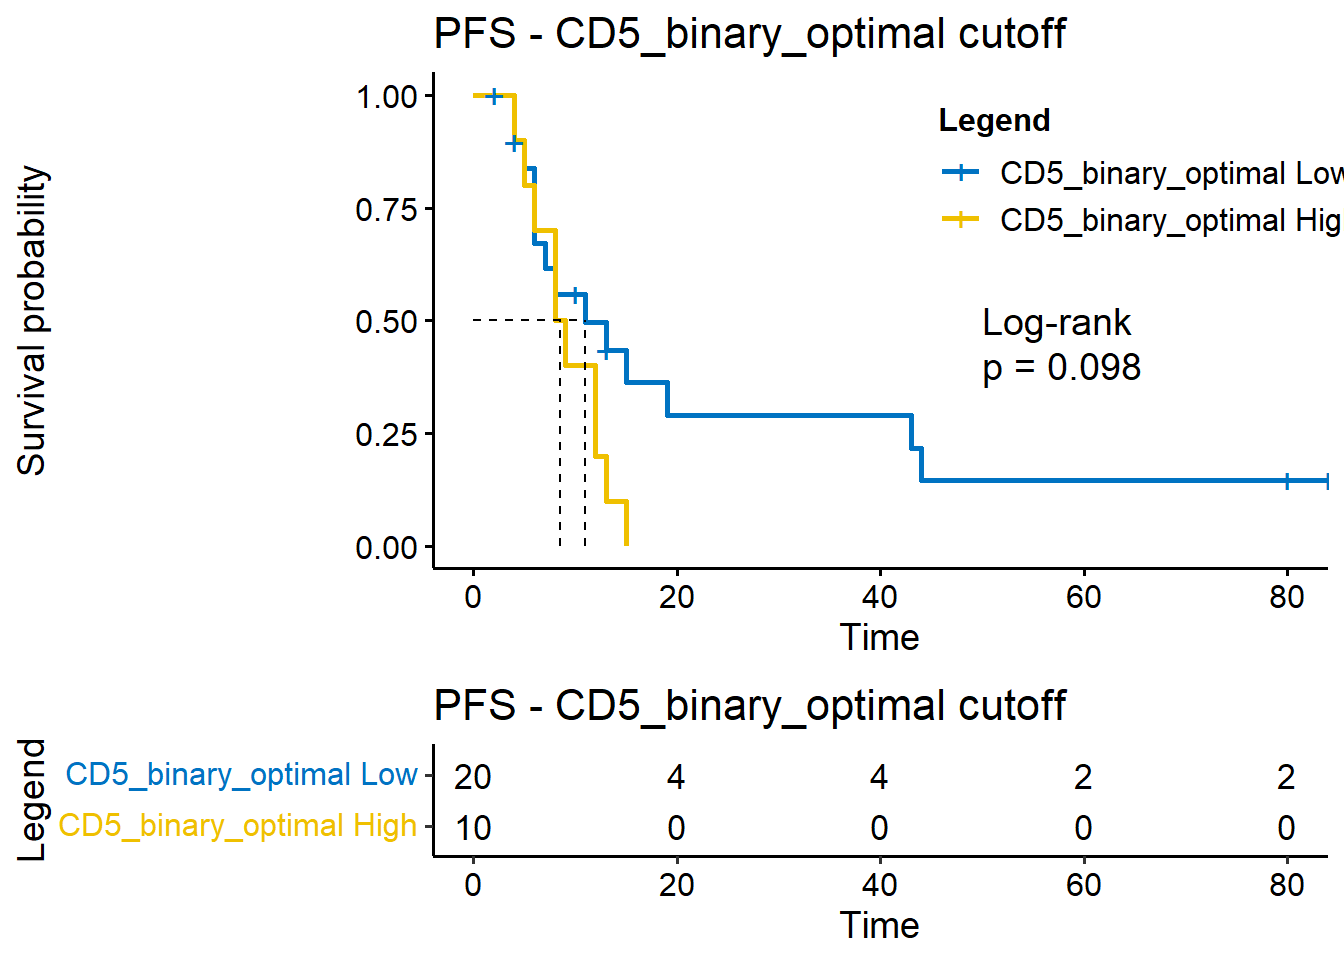 PFS - CD5_binary_optimal cutoff
Survival probability
1.00
0.75
0.50
0.25
0.00
Legend
CD5_binary_optimal Low
CD5_binary_optimal Hig
Log-rank
p = 0.098
0 20 40 60 80
Time
PFS - CD5_binary_optimal cutoff
Legend
CD5_binary_optimal Low 20 4 4 2 2
CD5_binary_optimal High 10 0 0 0 0
0 20 40 60 80
Time